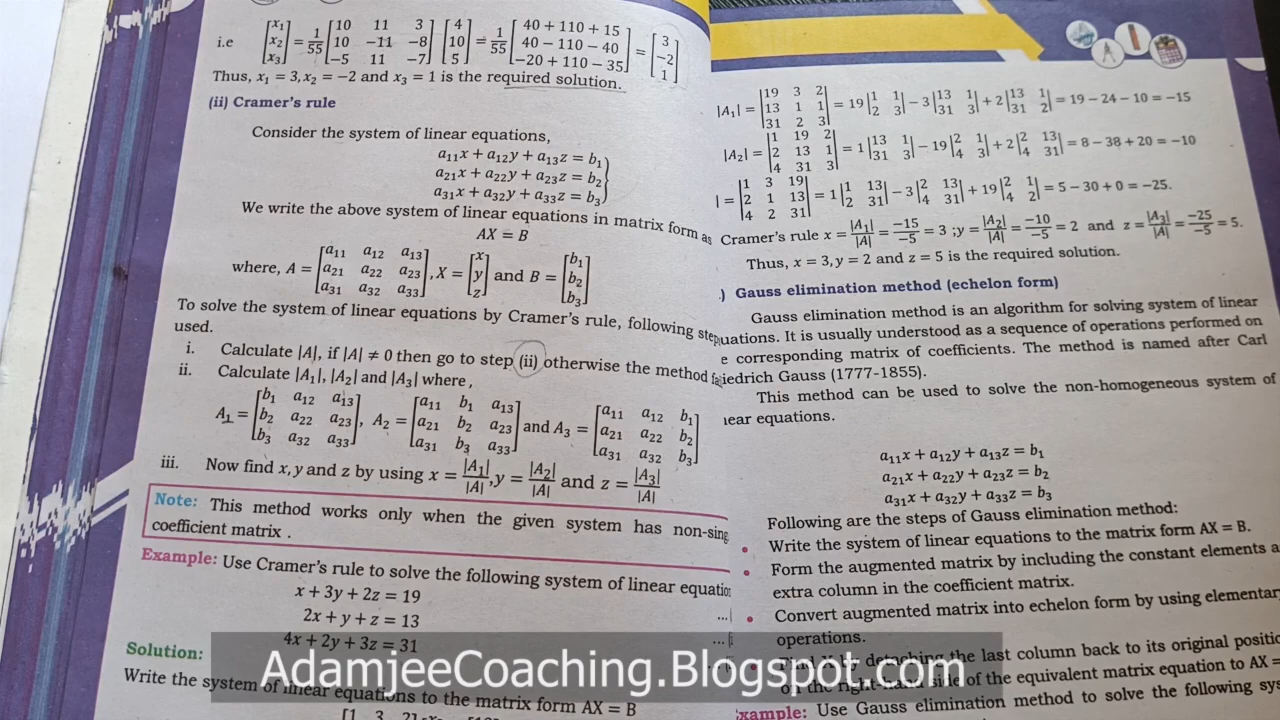 i.e [x₁ x₂ x₃] = 1/55 [10 11 3; 10 −11 −8; −5 11 −7] [4 10 5] = 1/55 [40 + 110 + 15; 40 − 110 − 40; −20 + 110 − 35] = [3 −2 1]
Thus, x₁ = 3, x₂ = −2 and x₃ = 1 is the required solution.
(ii) Cramer's rule
Consider the system of linear equations,
a₁₁x + a₁₂y + a₁₃z = b₁
a₂₁x + a₂₂y + a₂₃z = b₂
a₃₁x + a₃₂y + a₃₃z = b₃
We write the above system of linear equations in matrix form as
AX = B
where, A = [a₁₁ a₁₂ a₁₃; a₂₁ a₂₂ a₂₃; a₃₁ a₃₂ a₃₃], X = [x y z] and B = [b₁ b₂ b₃]
To solve the system of linear equations by Cramer's rule, following step
used.
i. Calculate |A|, if |A| ≠ 0 then go to step (ii) otherwise the method fa
ii. Calculate |A₁|, |A₂| and |A₃| where,
A₁ = [b₁ a₁₂ a₁₃; b₂ a₂₂ a₂₃; b₃ a₃₂ a₃₃], A₂ = [a₁₁ b₁ a₁₃; a₂₁ b₂ a₂₃; a₃₁ b₃ a₃₃] and A₃ = [a₁₁ a₁₂ b₁; a₂₁ a₂₂ b₂; a₃₁ a₃₂ b₃]
iii. Now find x, y and z by using x = |A₁|/|A|, y = |A₂|/|A| and z = |A₃|/|A|
Note: This method works only when the given system has non-sing
coefficient matrix .
Example: Use Cramer's rule to solve the following system of linear equatio
x + 3y + 2z = 19
2x + y + z = 13 ...
4x + 2y + 3z = 31 ...
Solution:
Write the system of linear equations to the matrix form AX = B
|A₁| = |19 3 2; 13 1 1; 31 2 3| = 19|1 1; 2 3| − 3|13 1; 31 3| + 2|13 1; 31 2| = 19 − 24 − 10 = −15
|A₂| = |1 19 2; 2 13 1; 4 31 3| = 1|13 1; 31 3| − 19|2 1; 4 3| + 2|2 13; 4 31| = 8 − 38 + 20 = −10
| = |1 3 19; 2 1 13; 4 2 31| = 1|1 13; 2 31| − 3|2 13; 4 31| + 19|2 1; 4 2| = 5 − 30 + 0 = −25.
Cramer's rule x = |A₁|/|A| = −15/−5 = 3 ; y = |A₂|/|A| = −10/−5 = 2 and z = |A₃|/|A| = −25/−5 = 5.
Thus, x = 3, y = 2 and z = 5 is the required solution.
) Gauss elimination method (echelon form)
Gauss elimination method is an algorithm for solving system of linear
uations. It is usually understood as a sequence of operations performed on
e corresponding matrix of coefficients. The method is named after Carl
iedrich Gauss (1777-1855).
This method can be used to solve the non-homogeneous system of
near equations.
a₁₁x + a₁₂y + a₁₃z = b₁
a₂₁x + a₂₂y + a₂₃z = b₂
a₃₁x + a₃₂y + a₃₃z = b₃
Following are the steps of Gauss elimination method:
• Write the system of linear equations to the matrix form AX = B.
• Form the augmented matrix by including the constant elements a
extra column in the coefficient matrix.
• Convert augmented matrix into echelon form by using elementar
operations.
• detaching the last column back to its original positio
of the right-hand side of the equivalent matrix equation to AX =
xample: Use Gauss elimination method to solve the following sys
AdamjeeCoaching.Blogspot.com